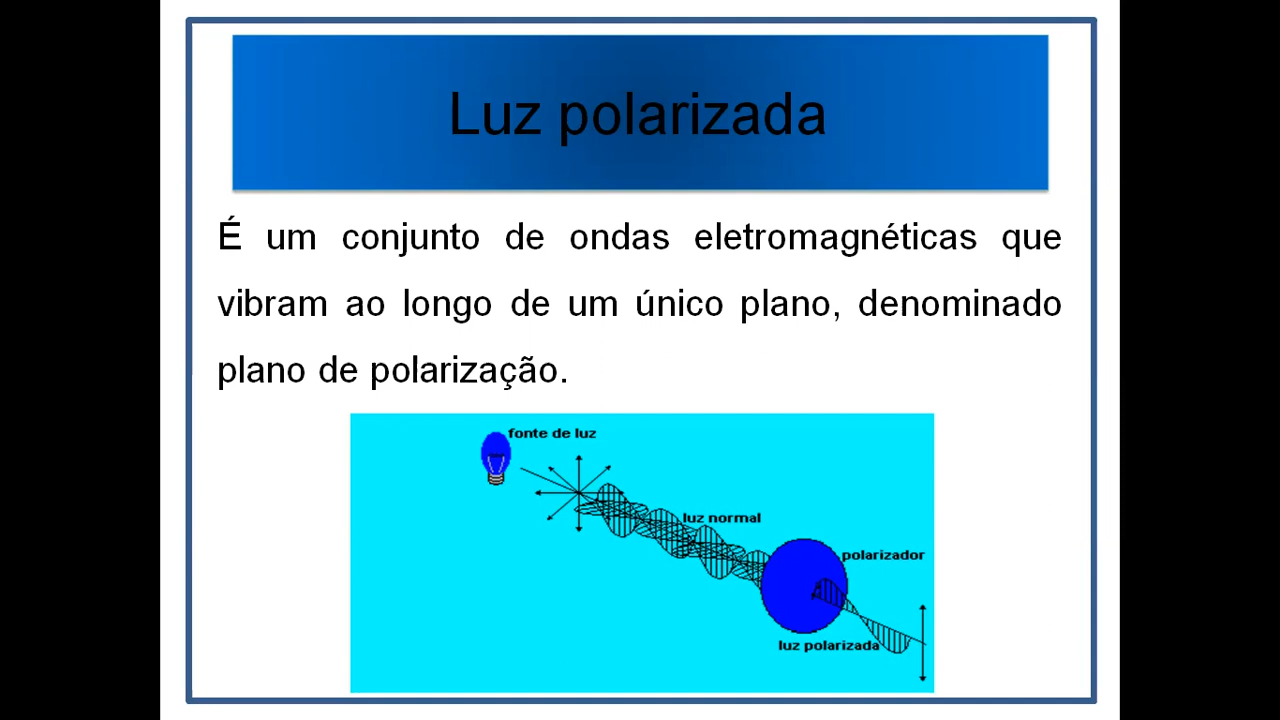 Luz polarizada
É um conjunto de ondas eletromagnéticas que
vibram ao longo de um único plano, denominado
plano de polarização.
fonte de luz
luz normal
polarizador
luz polarizada